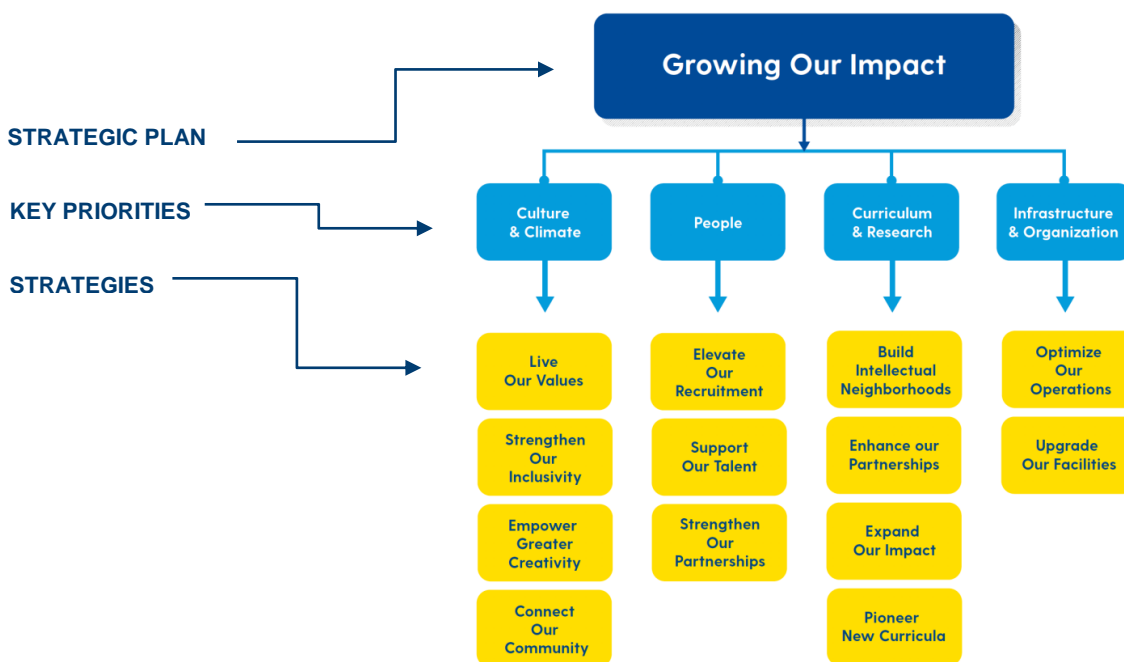 Growing Our Impact
STRATEGIC PLAN
KEY PRIORITIES
STRATEGIES
Culture
& Climate
People
Curriculum
& Research
Infrastructure
& Organization
Live
Our Values
Strengthen
Our
Inclusivity
Empower
Greater
Creativity
Connect
Our
Community
Elevate
Our
Recruitment
Support
Our Talent
Strengthen
Our
Partnerships
Build
Intellectual
Neighborhoods
Enhance our
Partnerships
Expand
Our Impact
Pioneer
New Curricula
Optimize
Our
Operations
Upgrade
Our Facilities